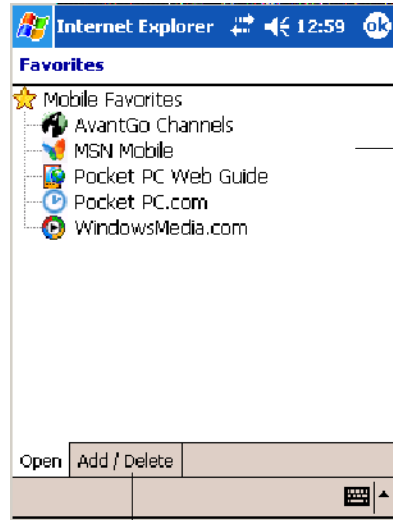 Internet Explorer 12:59 ok
Favorites
Mobile Favorites
AvantGo Channels
MSN Mobile
Pocket PC Web Guide
Pocket PC.com
WindowsMedia.com
Open Add / Delete